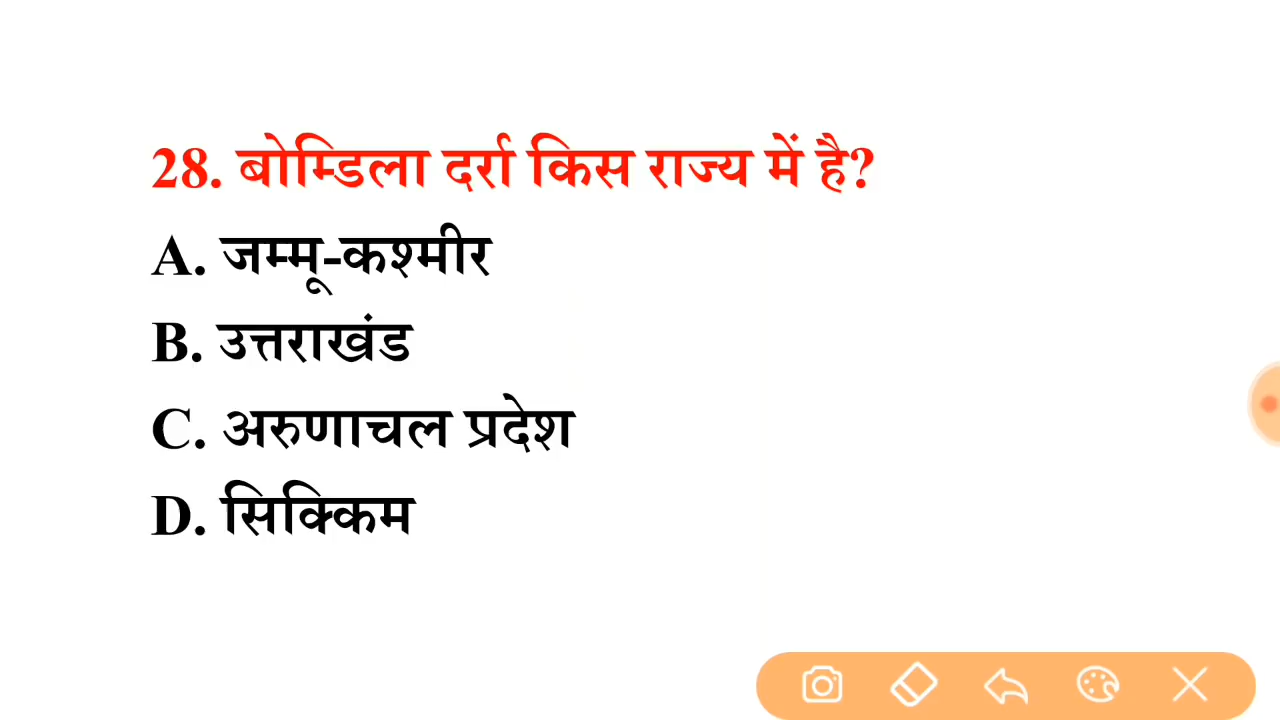 28. बोम्डिला दर्रा किस राज्य में है?
A. जम्मू-कश्मीर
B. उत्तराखंड
C. अरुणाचल प्रदेश
D. सिक्किम